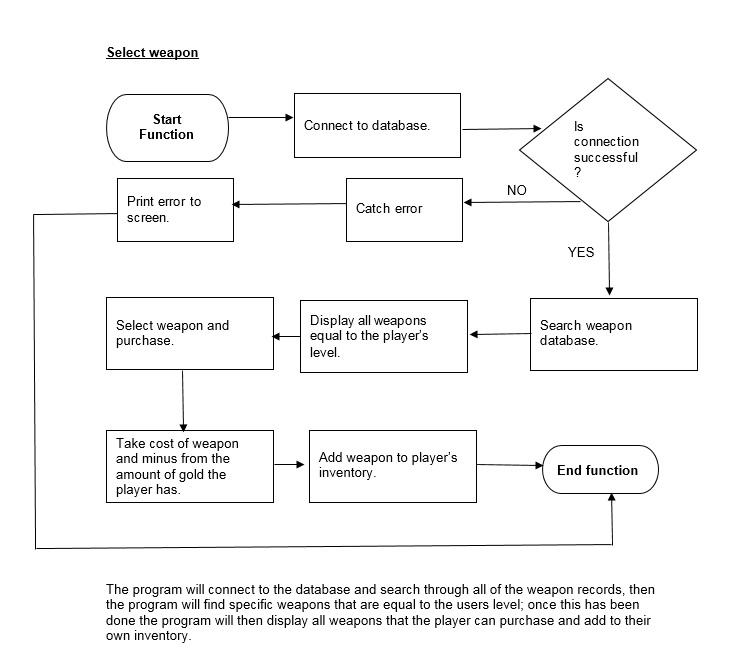 Select weapon
Start
Function
Connect to database.
Is
connection
successful
?
NO
Catch error
Print error to
screen.
YES
Search weapon
database.
Display all weapons
equal to the player's
level.
Select weapon and
purchase.
Take cost of weapon
and minus from the
amount of gold the
player has.
Add weapon to player's
inventory.
End function
The program will connect to the database and search through all of the weapon records, then
the program will find specific weapons that are equal to the users level; once this has been
done the program will then display all weapons that the player can purchase and add to their
own inventory.